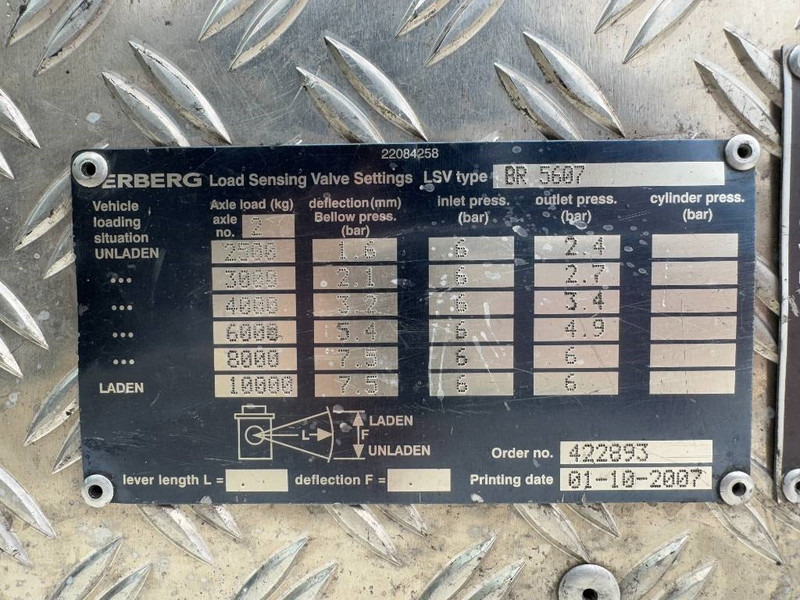 22084258
ERBERG Load Sensing Valve Settings LSV type BR 5607
Vehicle loading situation Axle load (kg) axle no. 2 deflection(mm) Bellow press. (bar) inlet press. (bar) outlet press. (bar) cylinder press. (bar)
UNLADEN 2500 1.6 6 2.4
... 3000 2.1 6 2.7
... 4000 3.2 6 3.4
... 6000 5.4 6 4.9
... 8000 7.5 6 6
LADEN 10000 7.5 6 6
LADEN
L F
UNLADEN
Order no. 422893
lever length L = deflection F = Printing date 01-10-2007